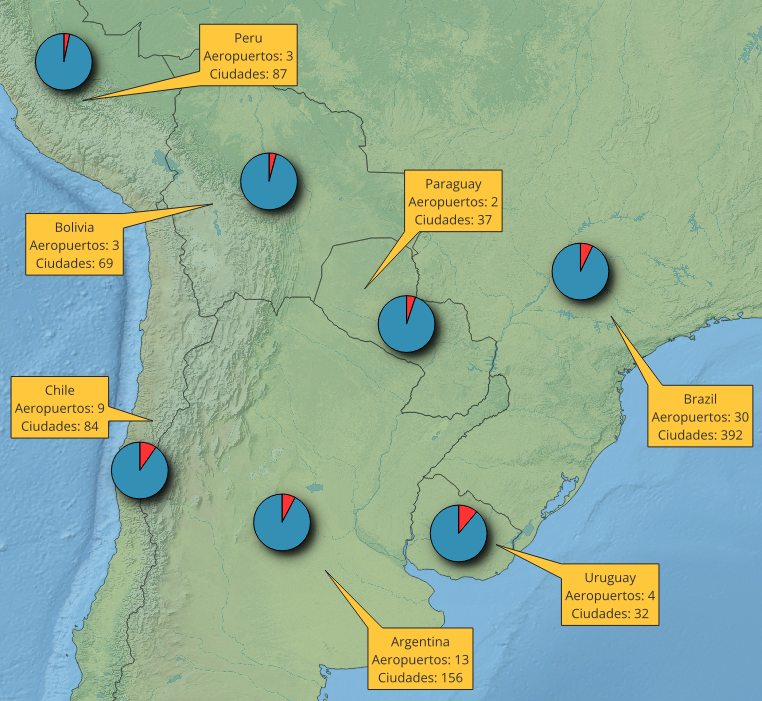 Peru
Aeropuertos: 3
Ciudades: 87
Paraguay
Aeropuertos: 2
Ciudades: 37
Bolivia
Aeropuertos: 3
Ciudades: 69
Chile
Aeropuertos: 9
Ciudades: 84
Brazil
Aeropuertos: 30
Ciudades: 392
Uruguay
Aeropuertos: 4
Ciudades: 32
Argentina
Aeropuertos: 13
Ciudades: 156